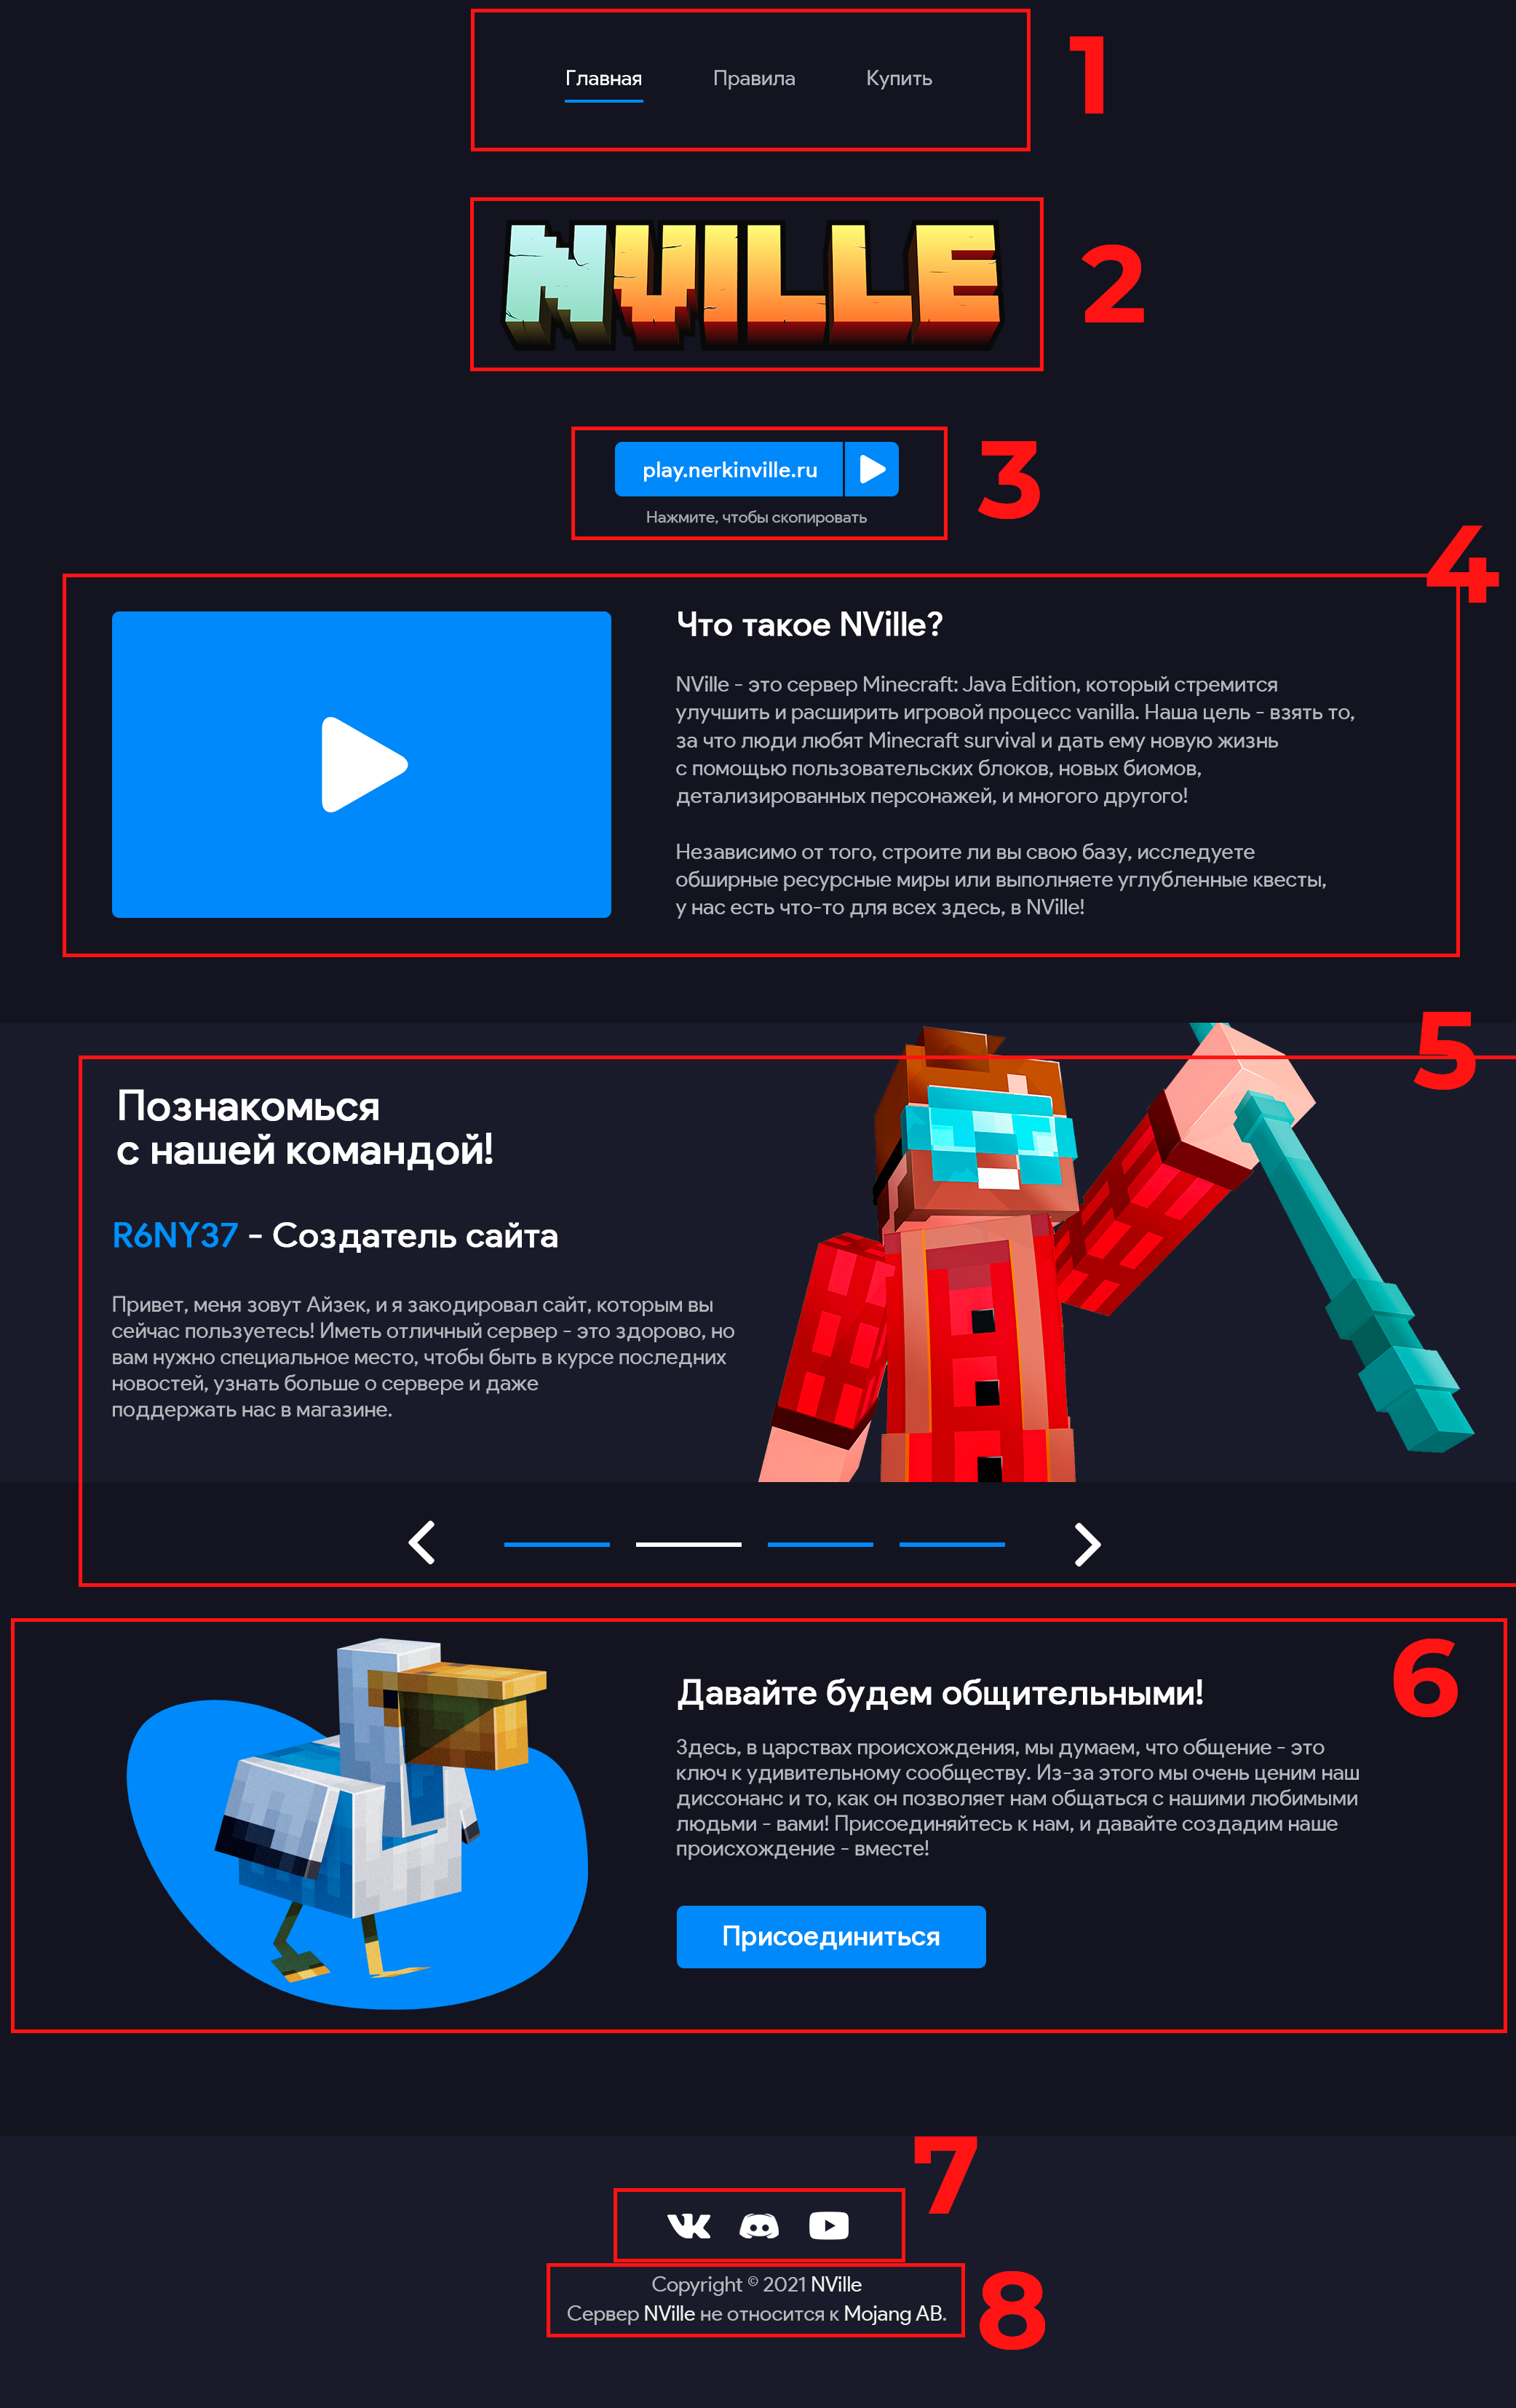 Главная Правила Купить
1
NVILLE
2
play.nerkinville.ru
Нажмите, чтобы скопировать
3
4
Что такое NVille?
NVille - это сервер Minecraft: Java Edition, который стремится
улучшить и расширить игровой процесс vanilla. Наша цель - взять то,
за что люди любят Minecraft survival и дать ему новую жизнь
с помощью пользовательских блоков, новых биомов,
детализированных персонажей, и многого другого!
Независимо от того, строите ли вы свою базу, исследуете
обширные ресурсные миры или выполняете углубленные квесты,
у нас есть что-то для всех здесь, в NVille!
5
Познакомься
с нашей командой!
R6NY37 - Создатель сайта
Привет, меня зовут Айзек, и я закодировал сайт, которым вы
сейчас пользуетесь! Иметь отличный сервер - это здорово, но
вам нужно специальное место, чтобы быть в курсе последних
новостей, узнать больше о сервере и даже
поддержать нас в магазине.
6
Давайте будем общительными!
Здесь, в царствах происхождения, мы думаем, что общение - это
ключ к удивительному сообществу. Из-за этого мы очень ценим наш
диссонанс и то, как он позволяет нам общаться с нашими любимыми
людьми - вами! Присоединяйтесь к нам, и давайте создадим наше
происхождение - вместе!
Присоединиться
7
Copyright © 2021 NVille
Сервер NVille не относится к Mojang AB.
8